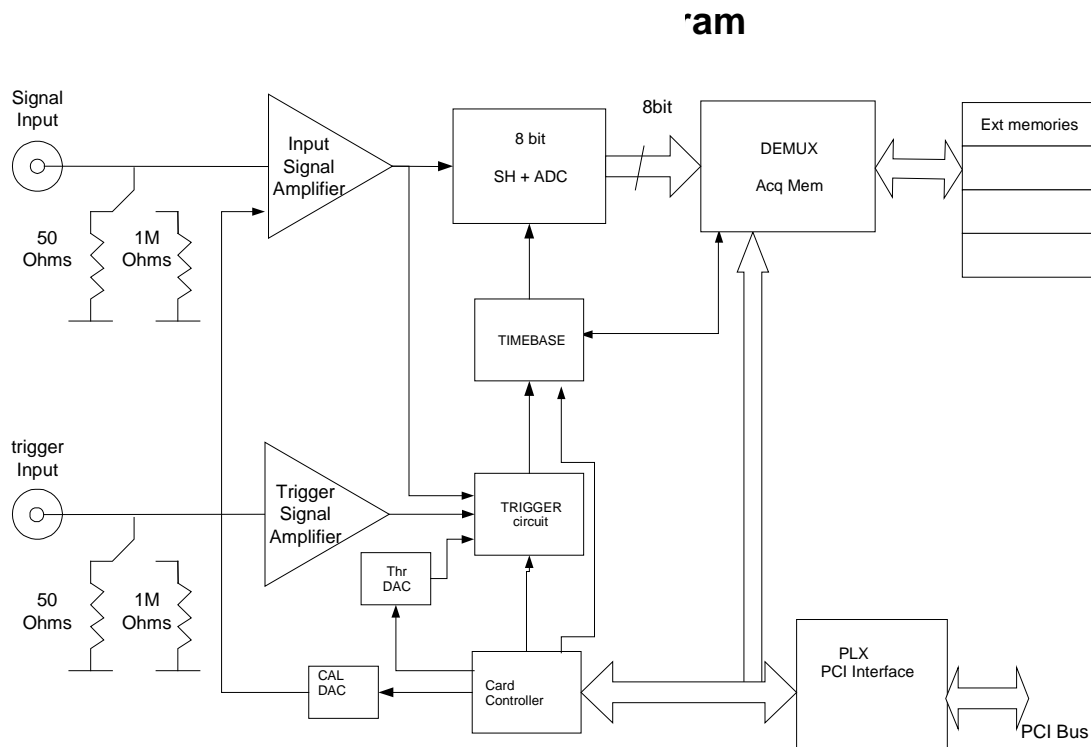 Signal
Input
50
Ohms
1M
Ohms
Input
Signal
Amplifier
8 bit
SH + ADC
8bit
DEMUX
Acq Mem
Ext memories
TIMEBASE
trigger
Input
50
Ohms
1M
Ohms
Trigger
Signal
Amplifier
TRIGGER
circuit
Thr
DAC
CAL
DAC
Card
Controller
PLX
PCI Interface
PCI Bus